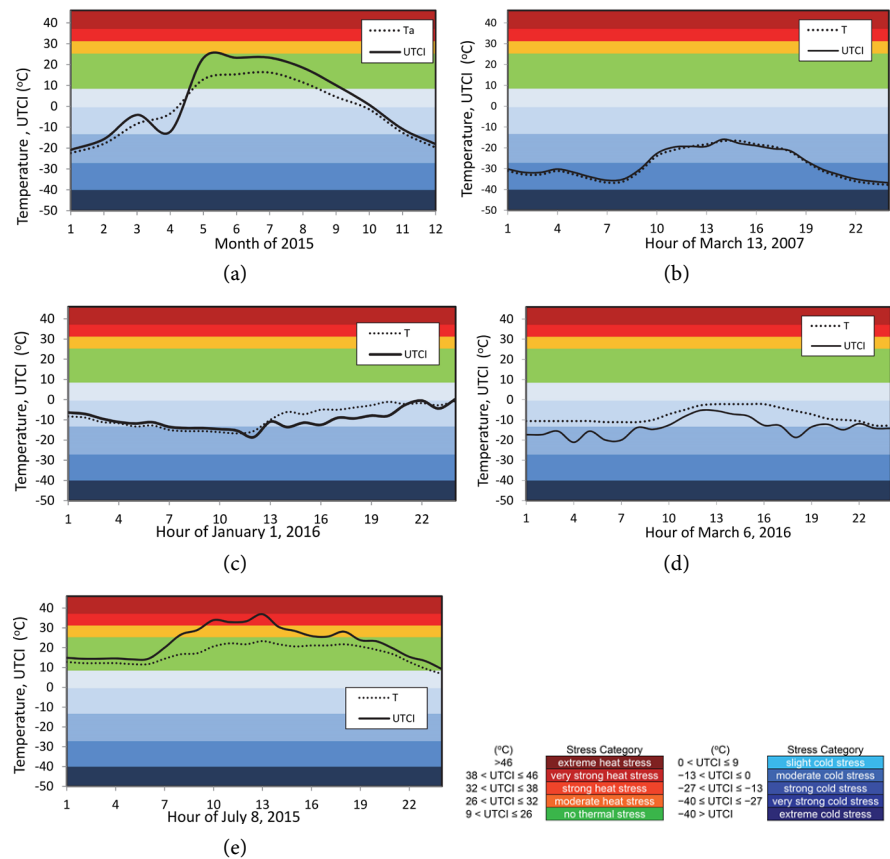 Temperature , UTCI (°C)
40
30
20
10
0
-10
-20
-30
-40
-50
Ta
UTCI
1 2 3 4 5 6 7 8 9 10 11 12
Month of 2015
(a)
Temperature, UTCI (°C)
40
30
20
10
0
-10
-20
-30
-40
-50
T
UTCI
1 4 7 10 13 16 19 22
Hour of March 13, 2007
(b)
Temperature, UTCI (°C)
40
30
20
10
0
-10
-20
-30
-40
-50
T
UTCI
1 4 7 10 13 16 19 22
Hour of January 1, 2016
(c)
Temperature, UTCI (°C)
40
30
20
10
0
-10
-20
-30
-40
-50
T
UTCI
1 4 7 10 13 16 19 22
Hour of March 6, 2016
(d)
Temperature, UTCI (°C)
40
30
20
10
0
-10
-20
-30
-40
-50
T
UTCI
1 4 7 10 13 16 19 22
Hour of July 8, 2015
(e)
(°C) Stress Category
>46 extreme heat stress
38 < UTCI ≤ 46 very strong heat stress
32 < UTCI ≤ 38 strong heat stress
26 < UTCI ≤ 32 moderate heat stress
9 < UTCI ≤ 26 no thermal stress
(°C) Stress Category
0 < UTCI ≤ 9 slight cold stress
−13 < UTCI ≤ 0 moderate cold stress
−27 < UTCI ≤ −13 strong cold stress
−40 ≤ UTCI ≤ −27 very strong cold stress
−40 > UTCI extreme cold stress